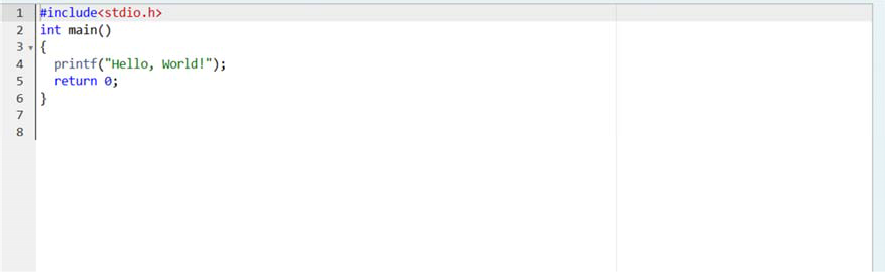 1 #include<stdio.h>
2 int main()
3 {
4   printf("Hello, World!");
5   return 0;
6 }
7
8